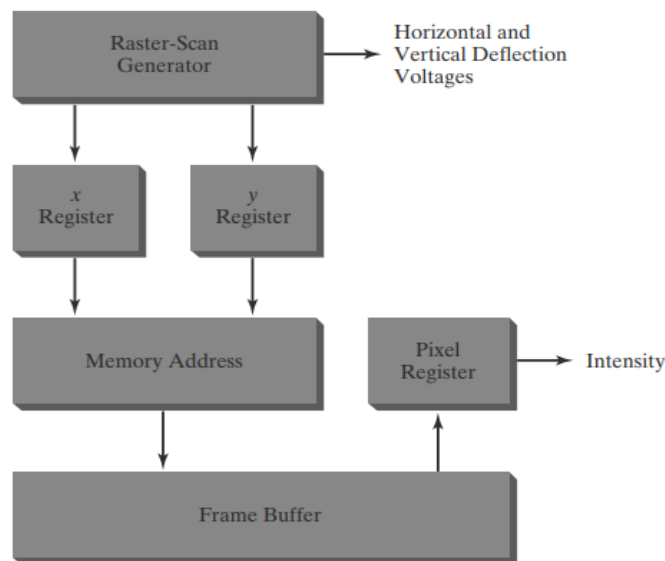 Raster-Scan
Generator
Horizontal and
Vertical Deflection
Voltages
x
Register
y
Register
Memory Address
Pixel
Register
Intensity
Frame Buffer